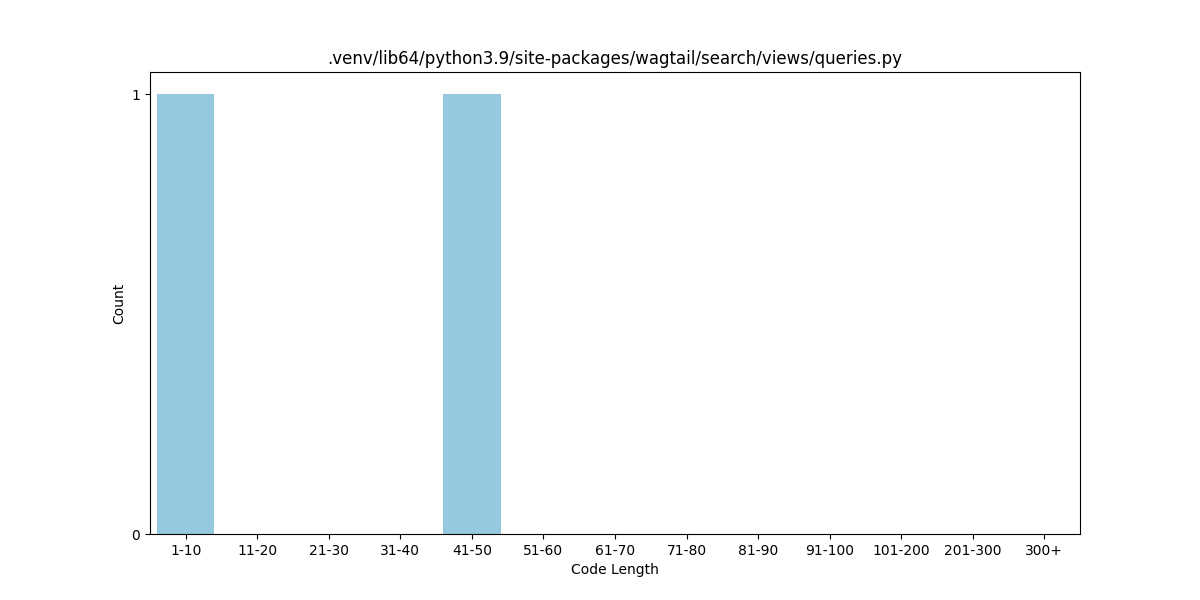 .venv/lib64/python3.9/site-packages/wagtail/search/views/queries.py
1
Count
0
1-10 11-20 21-30 31-40 41-50 51-60 61-70 71-80 81-90 91-100 101-200 201-300 300+
Code Length